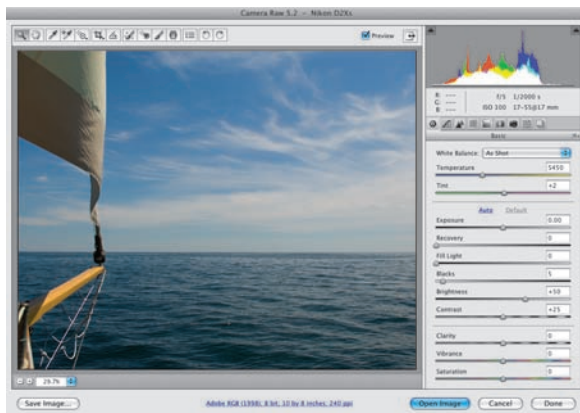 Camera Raw 5.2 – Nikon D2Xs
Preview
R: ---
G: ---
B: ---
f/5 1/2000 s
ISO 100 17-55@17 mm
Basic
White Balance: As Shot
Temperature 5450
Tint +2
Auto Default
Exposure 0.00
Recovery 0
Fill Light 0
Blacks 5
Brightness +50
Contrast +25
Clarity 0
Vibrance 0
Saturation 0
29.7%
Save Image...
Adobe RGB (1998); 8 bit; 10 by 8 inches; 240 ppi
Open Image
Cancel
Done